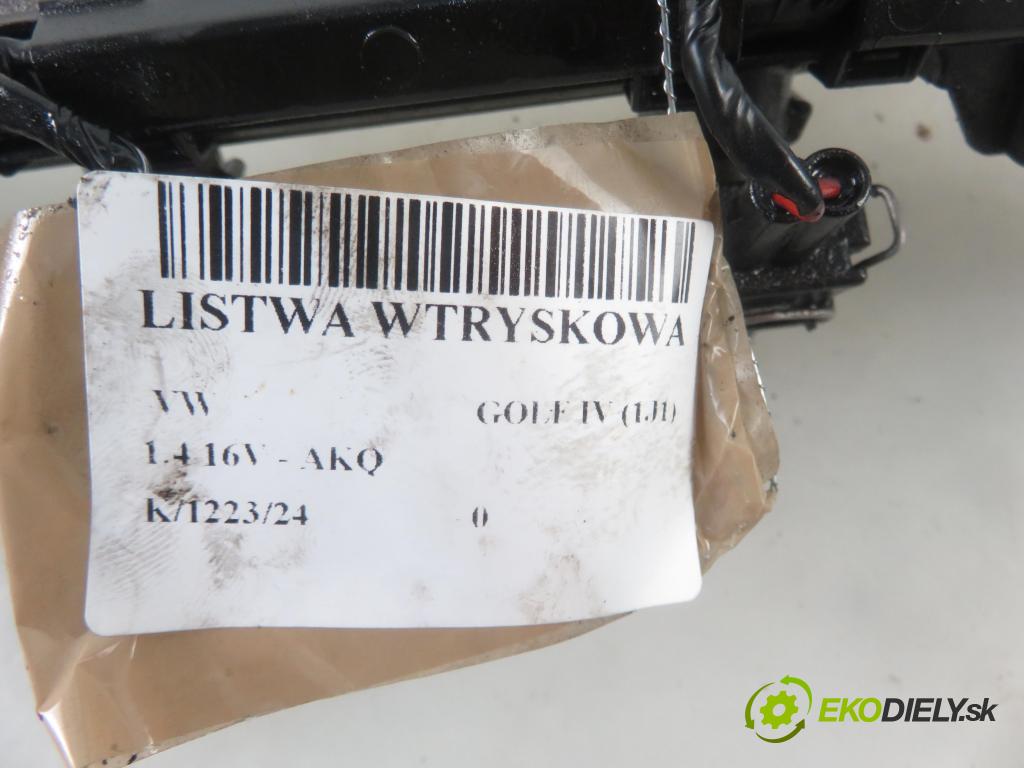 LISTWA WTRYSKOWA
VW GOLF IV (1J1)
1.4 16V - AKQ
K/1223/24 0
EKODIELY.sk